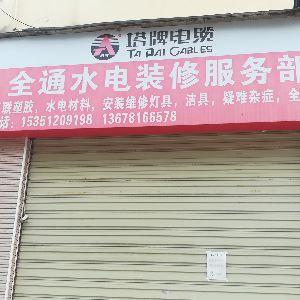 塔牌电缆
TA PAI CABLES
全通水电装修服务部
联塑胶，水电材料，安装维修灯具，洁具，疑难杂症，全
话：15351209198 13678166578